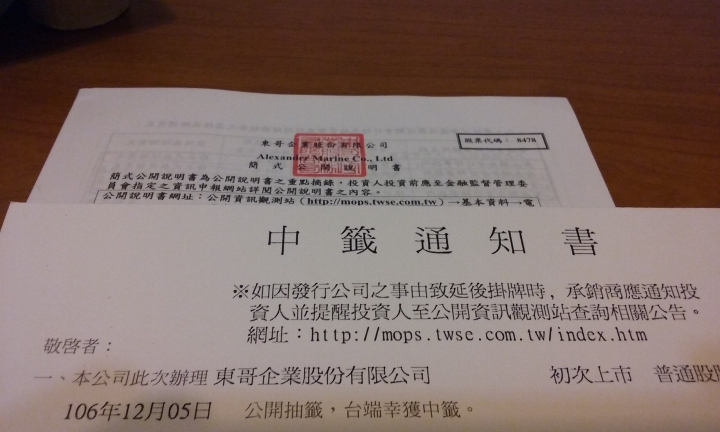 東哥企業股份有限公司
股票代碼：8478
Alexander Marine Co., Ltd
簡式公開說明書
簡式公開說明書為公開說明書之重點摘錄，投資人投資前應至金融監督管理委
員會指定之資訊申報網站詳閱公開說明書之內容。
公開說明書網址：公開資訊觀測站（http://mops.twse.com.tw）→基本資料→電
中籤通知書
※如因發行公司之事由致延後掛牌時，承銷商應通知投
資人並提醒投資人至公開資訊觀測站查詢相關公告。
網址：http://mops.twse.com.tw/index.htm
敬啓者：
一、本公司此次辦理 東哥企業股份有限公司 初次上市 普通股
106年12月05日 公開抽籤，台端幸獲中籤。